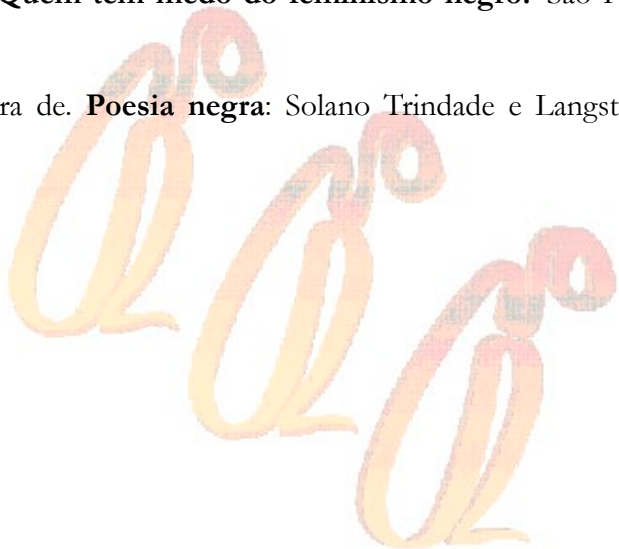 Quem tem medo do feminismo negro? São P
ra de. Poesia negra: Solano Trindade e Langst